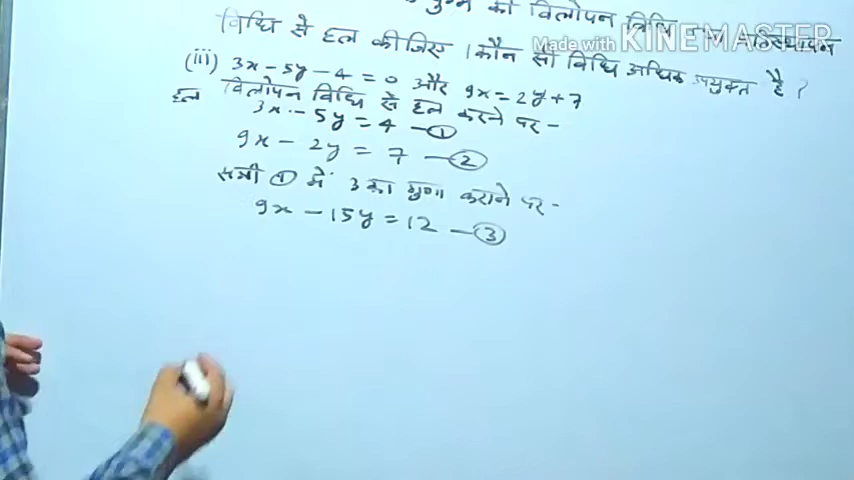 युग्म को विलोपन विधि
विधि से हल कीजिए । कौन सी विधि अधिक उपयुक्त है ?
Made with KINEMASTER
(iii) 3x - 5y - 4 = 0 और 9x = 2y + 7
हल विलोपन विधि से हल करने पर -
3x - 5y = 4 - ①
9x - 2y = 7 - ②
समी ① में 3 का गुणा कराने पर -
9x - 15y = 12 - ③